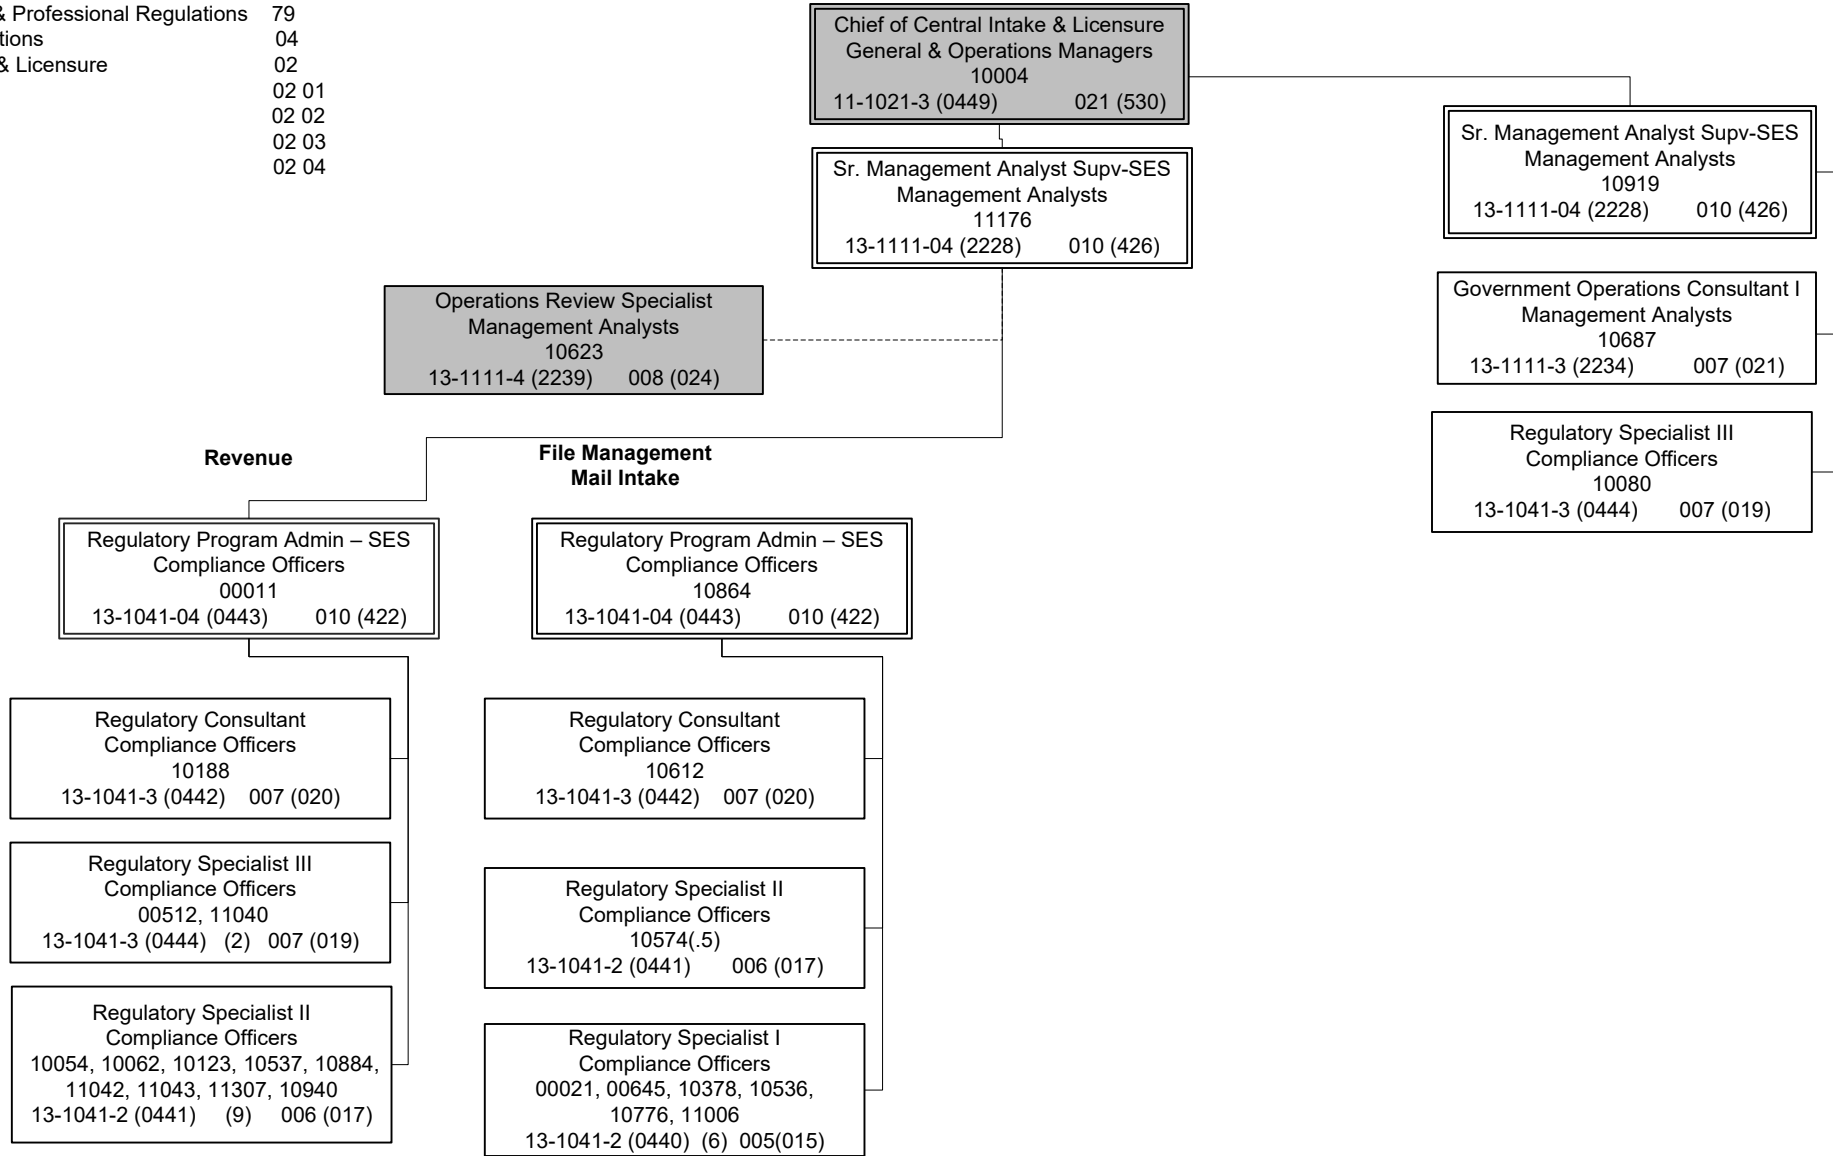 & Professional Regulations 79
tions 04
& Licensure 02
02 01
02 02
02 03
02 04
Chief of Central Intake & Licensure
General & Operations Managers
10004
11-1021-3 (0449) 021 (530)
Sr. Management Analyst Supv-SES
Management Analysts
11176
13-1111-04 (2228) 010 (426)
Sr. Management Analyst Supv-SES
Management Analysts
10919
13-1111-04 (2228) 010 (426)
Operations Review Specialist
Management Analysts
10623
13-1111-4 (2239) 008 (024)
Government Operations Consultant I
Management Analysts
10687
13-1111-3 (2234) 007 (021)
Regulatory Specialist III
Compliance Officers
10080
13-1041-3 (0444) 007 (019)
Revenue
File Management
Mail Intake
Regulatory Program Admin – SES
Compliance Officers
00011
13-1041-04 (0443) 010 (422)
Regulatory Program Admin – SES
Compliance Officers
10864
13-1041-04 (0443) 010 (422)
Regulatory Consultant
Compliance Officers
10188
13-1041-3 (0442) 007 (020)
Regulatory Specialist III
Compliance Officers
00512, 11040
13-1041-3 (0444) (2) 007 (019)
Regulatory Specialist II
Compliance Officers
10054, 10062, 10123, 10537, 10884,
11042, 11043, 11307, 10940
13-1041-2 (0441) (9) 006 (017)
Regulatory Consultant
Compliance Officers
10612
13-1041-3 (0442) 007 (020)
Regulatory Specialist II
Compliance Officers
10574(.5)
13-1041-2 (0441) 006 (017)
Regulatory Specialist I
Compliance Officers
00021, 00645, 10378, 10536,
10776, 11006
13-1041-2 (0440) (6) 005(015)